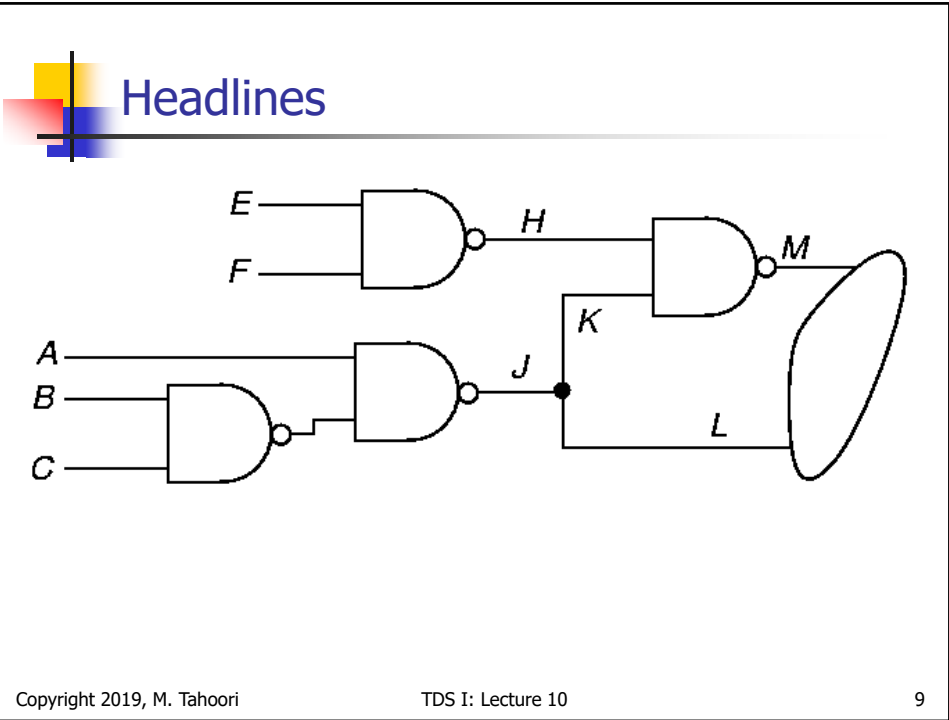 Headlines
E
H
M
F
K
A
J
B
L
C
Copyright 2019, M. Tahoori
TDS I: Lecture 10
9